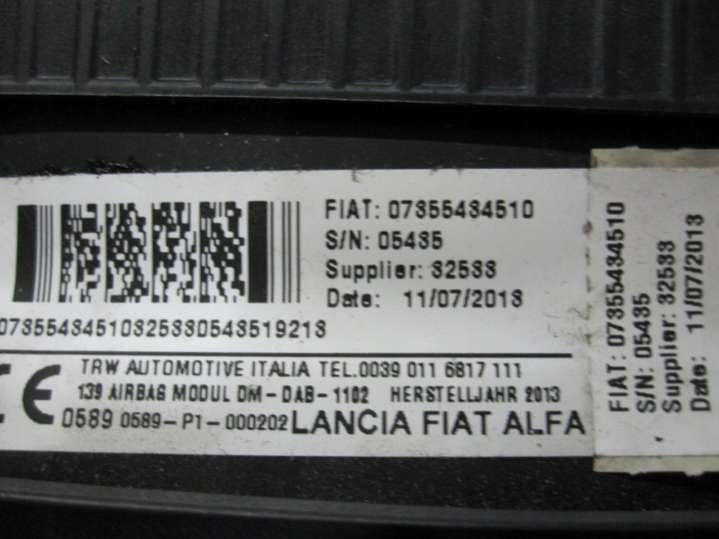 FIAT: 07355434510
S/N: 05435
Supplier: 32533
Date: 11/07/2013
07355434510325330543519213
TRW AUTOMOTIVE ITALIA TEL.0039 011 6817 111
139 AIRBAG MODUL DM-DAB-1102 HERSTELLJAHR 2013
CE 0589 0589-P1-000202 LANCIA FIAT ALFA
FIAT: 07355434510
S/N: 05435
Supplier: 32533
Date: 11/07/2013